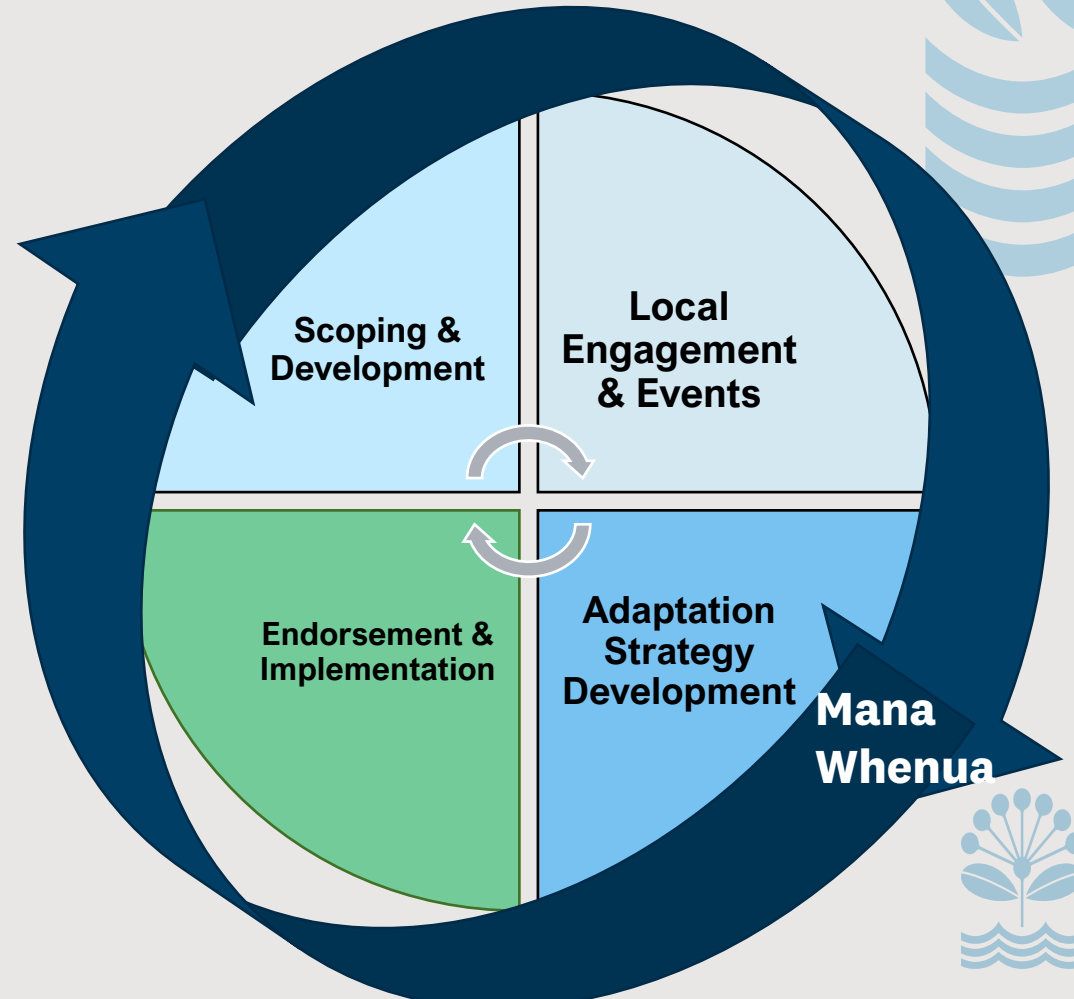 Scoping &
Development
Local
Engagement
& Events
Endorsement &
Implementation
Adaptation
Strategy
Development
Mana
Whenua